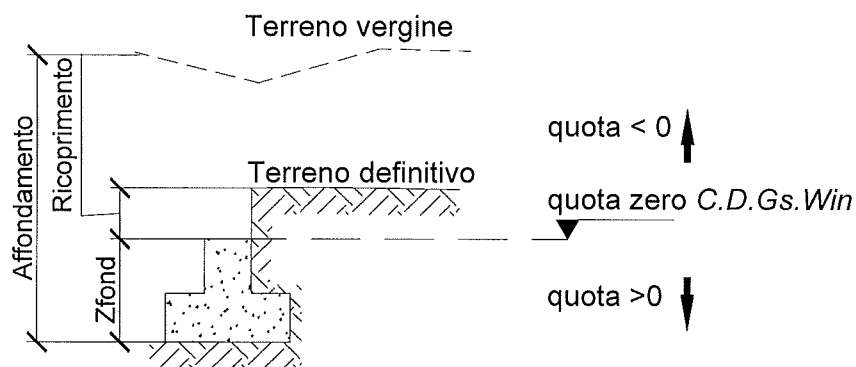 Terreno vergine
Affondamento
Ricoprimento
quota < 0
Terreno definitivo
quota zero C.D.Gs.Win
Zfond
quota >0